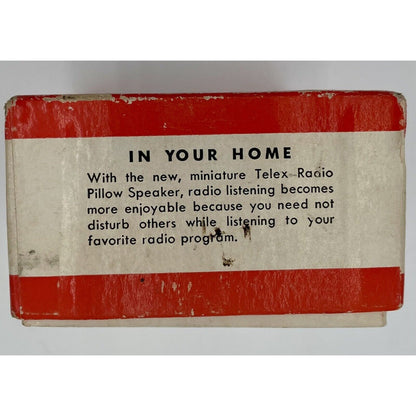 IN YOUR HOME
With the new, miniature Telex Radio
Pillow Speaker, radio listening becomes
more enjoyable because you need not
disturb others while listening to your
favorite radio program.